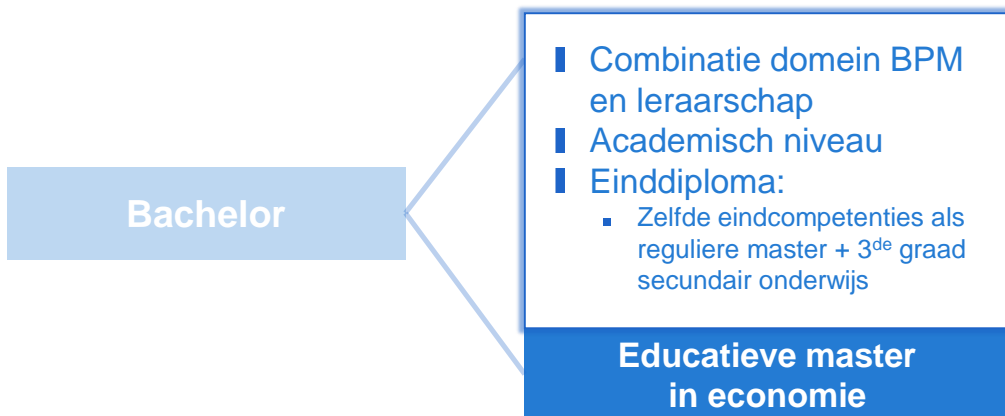 Bachelor
Combinatie domein BPM
en leraarschap
Academisch niveau
Einddiploma:
Zelfde eindcompetenties als
reguliere master + 3de graad
secundair onderwijs
Educatieve master
in economie